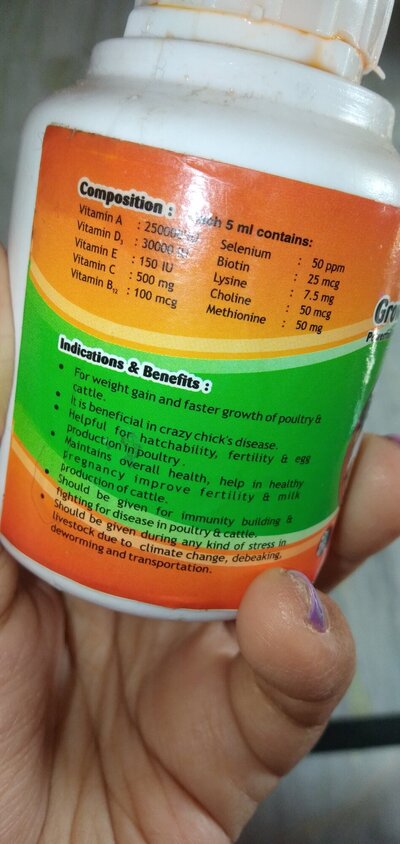 Composition : Each 5 ml contains:
Vitamin A : 250000
Vitamin D3 : 30000 IU
Vitamin E : 150 IU
Vitamin C : 500 mg
Vitamin B12 : 100 mcg
Selenium : 50 ppm
Biotin : 25 mcg
Lysine : 7.5 mg
Choline : 50 mcg
Methionine : 50 mg
Indications & Benefits :
• For weight gain and faster growth of poultry &
cattle.
• It is beneficial in crazy chick's disease.
• Helpful for hatchability, fertility & egg
production in poultry.
• Maintains overall health, help in healthy
pregnancy improve fertility & milk
production of cattle.
• Should be given for immunity building &
fighting for disease in poultry & cattle.
• Should be given during any kind of stress in
livestock due to climate change, debeaking,
deworming and transportation.